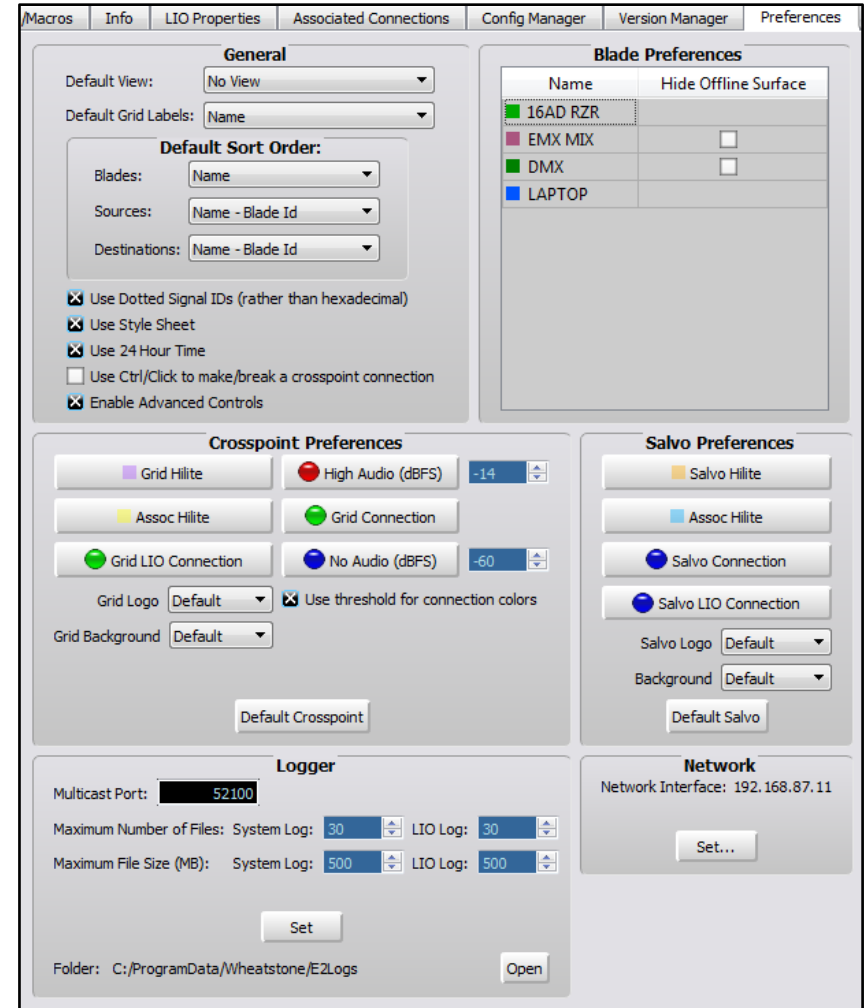 /Macros Info LIO Properties Associated Connections Config Manager Version Manager Preferences
General
Default View: No View
Default Grid Labels: Name
Default Sort Order:
Blades: Name
Sources: Name - Blade Id
Destinations: Name - Blade Id
Use Dotted Signal IDs (rather than hexadecimal)
Use Style Sheet
Use 24 Hour Time
Use Ctrl/Click to make/break a crosspoint connection
Enable Advanced Controls
Blade Preferences
Name Hide Offline Surface
16AD RZR
EMX MIX
DMX
LAPTOP
Crosspoint Preferences
Grid Hilite High Audio (dBFS) -14
Assoc Hilite Grid Connection
Grid LIO Connection No Audio (dBFS) -60
Grid Logo Default Use threshold for connection colors
Grid Background Default
Default Crosspoint
Salvo Preferences
Salvo Hilite
Assoc Hilite
Salvo Connection
Salvo LIO Connection
Salvo Logo Default
Background Default
Default Salvo
Logger
Multicast Port: 52100
Maximum Number of Files: System Log: 30 LIO Log: 30
Maximum File Size (MB): System Log: 500 LIO Log: 500
Set
Folder: C:/ProgramData/Wheatstone/E2Logs Open
Network
Network Interface: 192.168.87.11
Set...